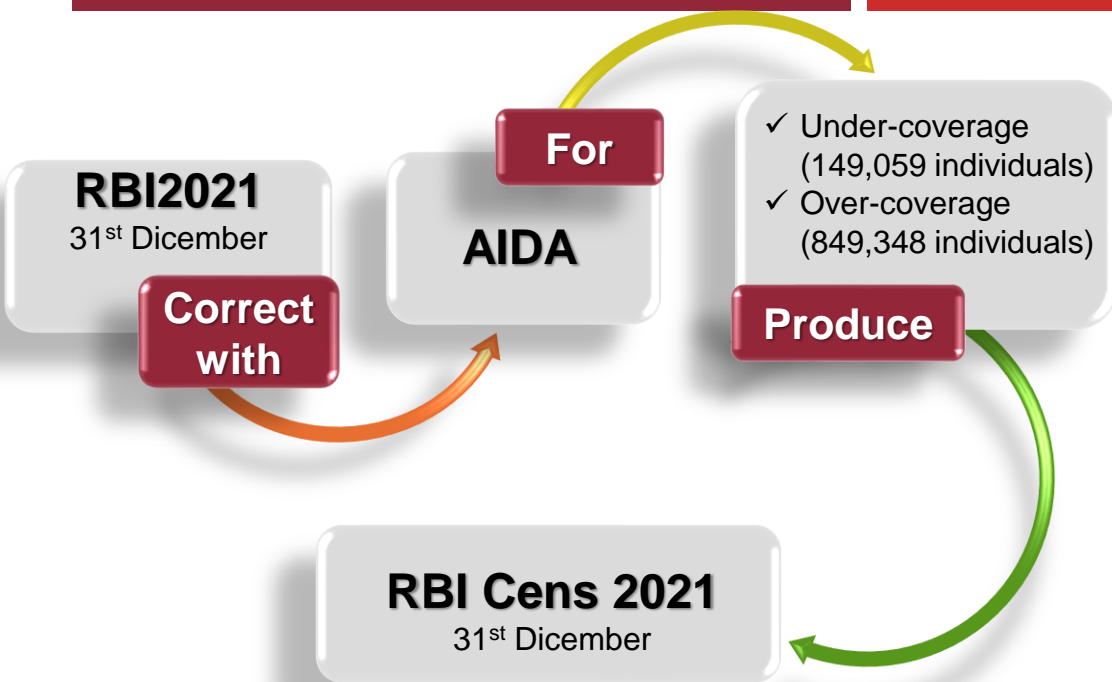 RBI2021
31st Dicember
Correct
with
AIDA
For
✓ Under-coverage
(149,059 individuals)
✓ Over-coverage
(849,348 individuals)
Produce
RBI Cens 2021
31st Dicember